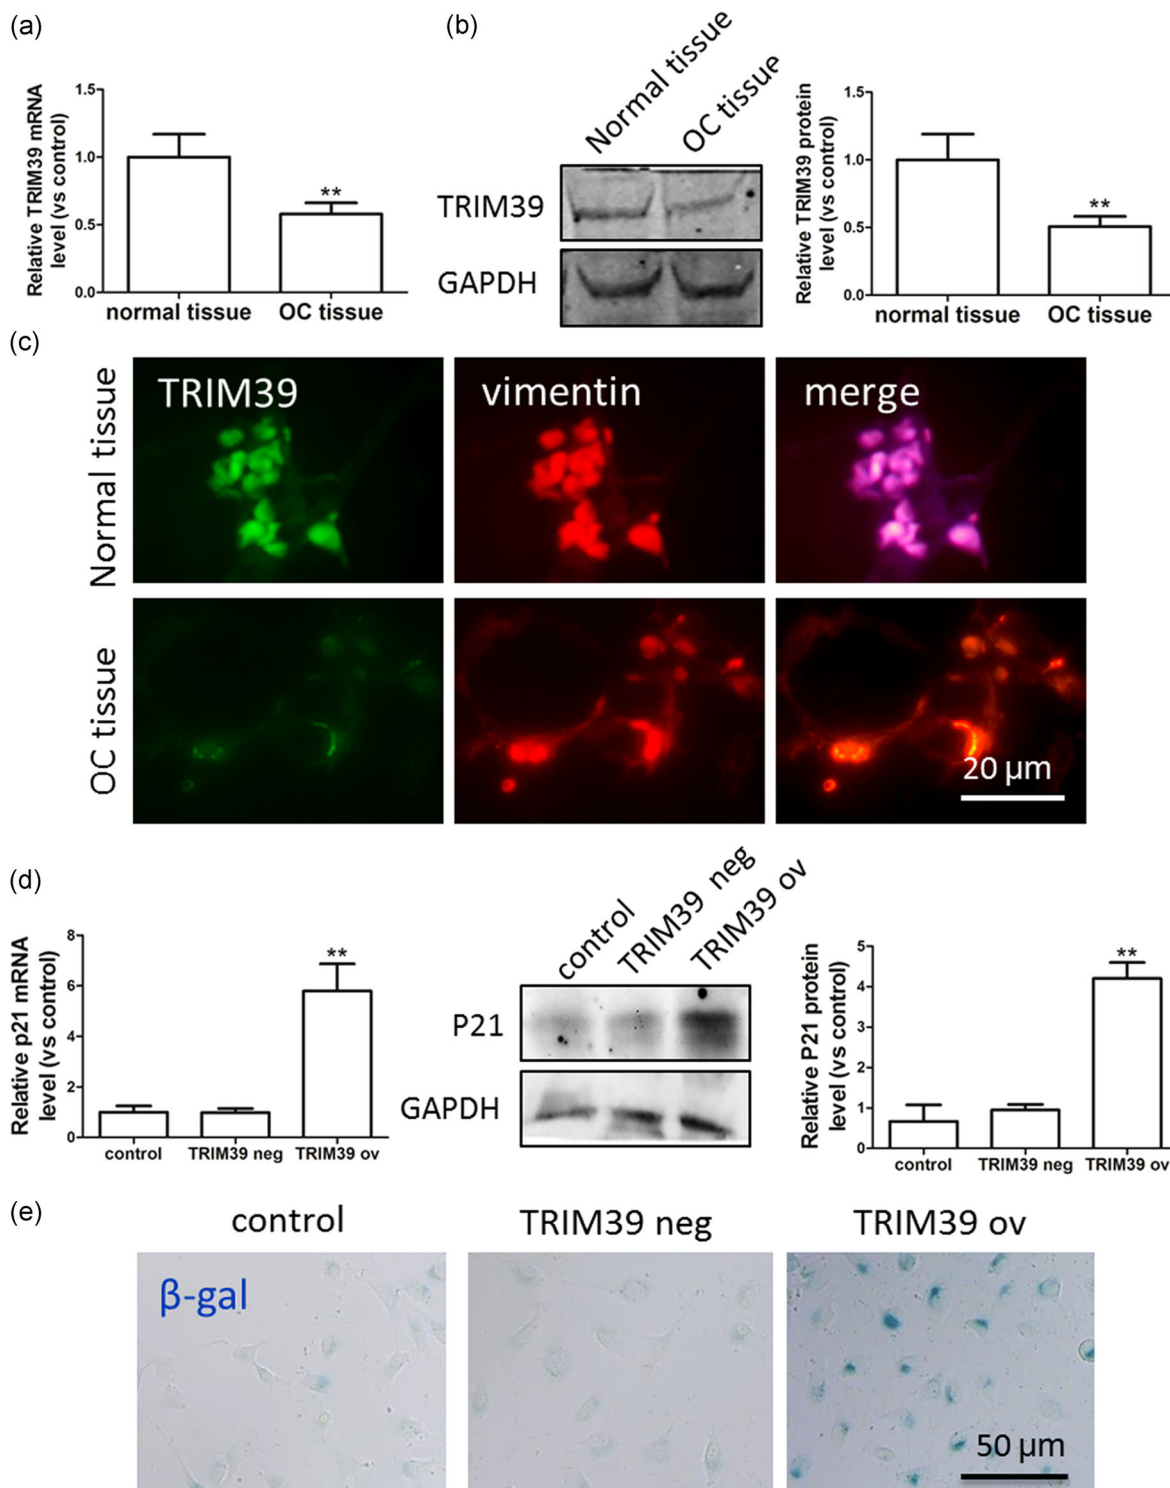 (a)
Relative TRIM39 mRNA
level (vs control)
1.5
1.0
0.5
0.0
**
normal tissue
OC tissue
(b)
Normal tissue
OC tissue
TRIM39
GAPDH
Relative TRIM39 protein
level (vs control)
1.5
1.0
0.5
0.0
**
normal tissue
OC tissue
(c)
Normal tissue
TRIM39
vimentin
merge
OC tissue
20 µm
(d)
Relative p21 mRNA
level (vs control)
8
6
4
2
0
**
control
TRIM39 neg
TRIM39 ov
control
TRIM39 neg
TRIM39 ov
P21
GAPDH
Relative P21 protein
level (vs control)
5
4
3
2
1
0
**
control
TRIM39 neg
TRIM39 ov
(e)
control
TRIM39 neg
TRIM39 ov
β-gal
50 µm